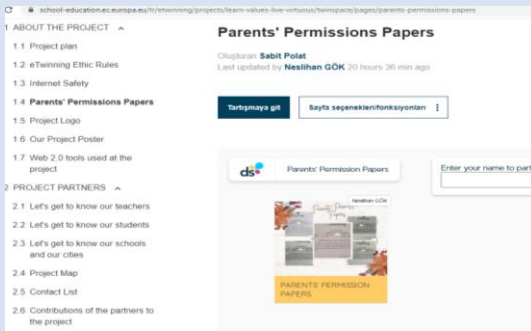 school-education.ec.europa.eu/tr/etwinning/projects/learn-values-live-virtuous/twinspace/pages/parents-permissions-papers
1 ABOUT THE PROJECT
1.1 Project plan
1.2 eTwinning Ethic Rules
1.3 Internet Safety
1.4 Parents' Permissions Papers
1.5 Project Logo
1.6 Our Project Poster
1.7 Web 2.0 tools used at the
project
2 PROJECT PARTNERS
2.1 Let's get to know our teachers
2.2 Let's get to know our students
2.3 Let's get to know our schools
and our cities
2.4 Project Map
2.5 Contact List
2.6 Contributions of the partners to
the project
Parents' Permissions Papers
Oluşturan Sabit Polat
Last updated by Neslihan GÖK 20 hours 36 min ago
Tartışmaya git
Sayfa seçenekleri/fonksiyonları
ds
Parents' Permission Papers
Enter your name to part
Neslihan GÖK
PARENTS' PERMISSION
PAPERS